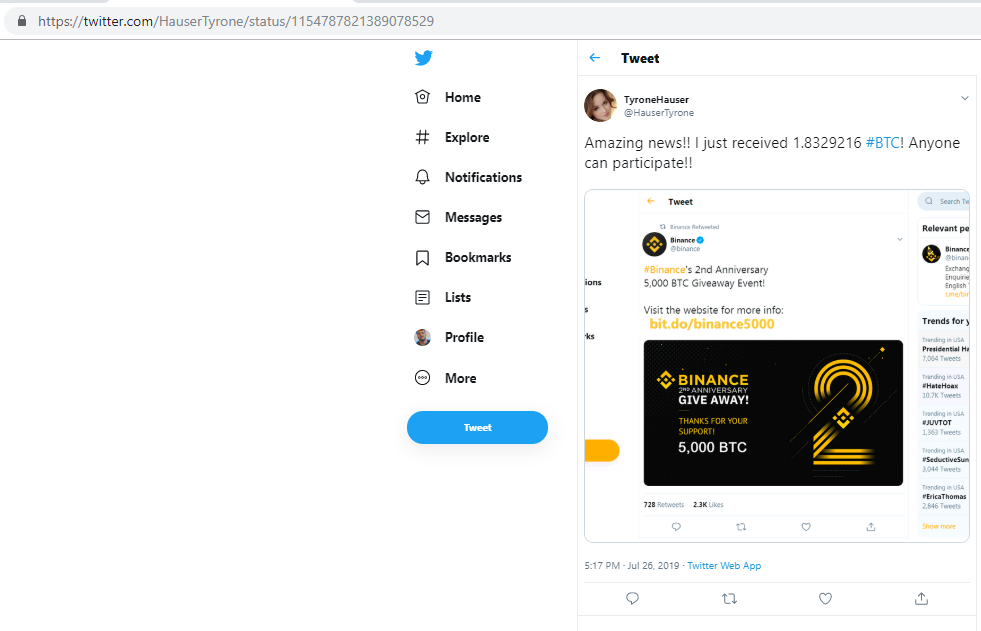 https://twitter.com/HauserTyrone/status/1154787821389078529
Home
Explore
Notifications
Messages
Bookmarks
Lists
Profile
More
Tweet
Tweet
TyroneHauser
@HauserTyrone
Amazing news!! I just received 1.8329216 #BTC! Anyone
can participate!!
Tweet
Binance Retweeted
Binance
@binance
#Binance's 2nd Anniversary
5,000 BTC Giveaway Event!
Visit the website for more info:
bit.do/binance5000
BINANCE
2ND ANNIVERSARY
GIVE AWAY!
THANKS FOR YOUR
SUPPORT!
5,000 BTC
2
728 Retweets 2.3K Likes
ions
s
ks
Search Tw
Relevant pe
Binance
@binan
Exchang
Enquirie
English
t.me/bin
Trends for y
Trending in USA
Presidential Ha
7,064 Tweets
Trending in USA
#HateHoax
10.7K Tweets
Trending in USA
#JUVTOT
1,363 Tweets
Trending in USA
#SeductiveSun
3,044 Tweets
Trending in USA
#EricaThomas
2,846 Tweets
Show more
5:17 PM · Jul 26, 2019 · Twitter Web App